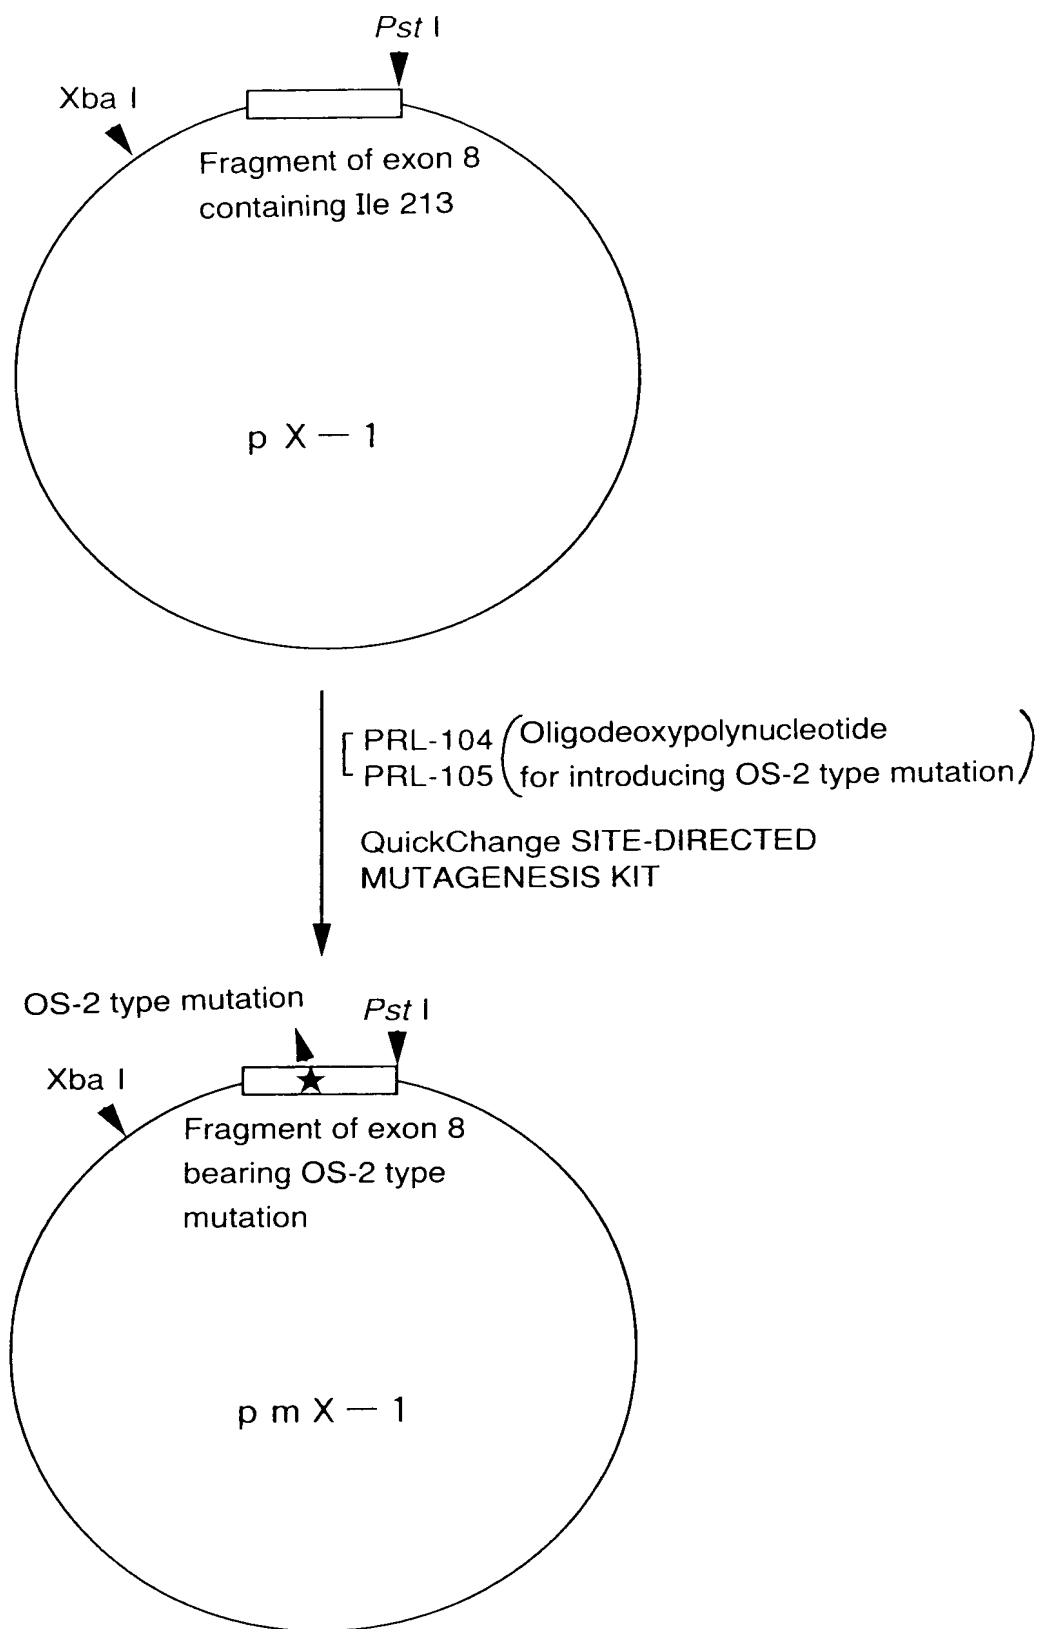 Pst I
Xba I
Fragment of exon 8
containing Ile 213
p X — 1
[ PRL-104 (Oligodeoxypolynucleotide
PRL-105 for introducing OS-2 type mutation)
QuickChange SITE-DIRECTED
MUTAGENESIS KIT
OS-2 type mutation
Pst I
Xba I
Fragment of exon 8
bearing OS-2 type
mutation
p m X — 1